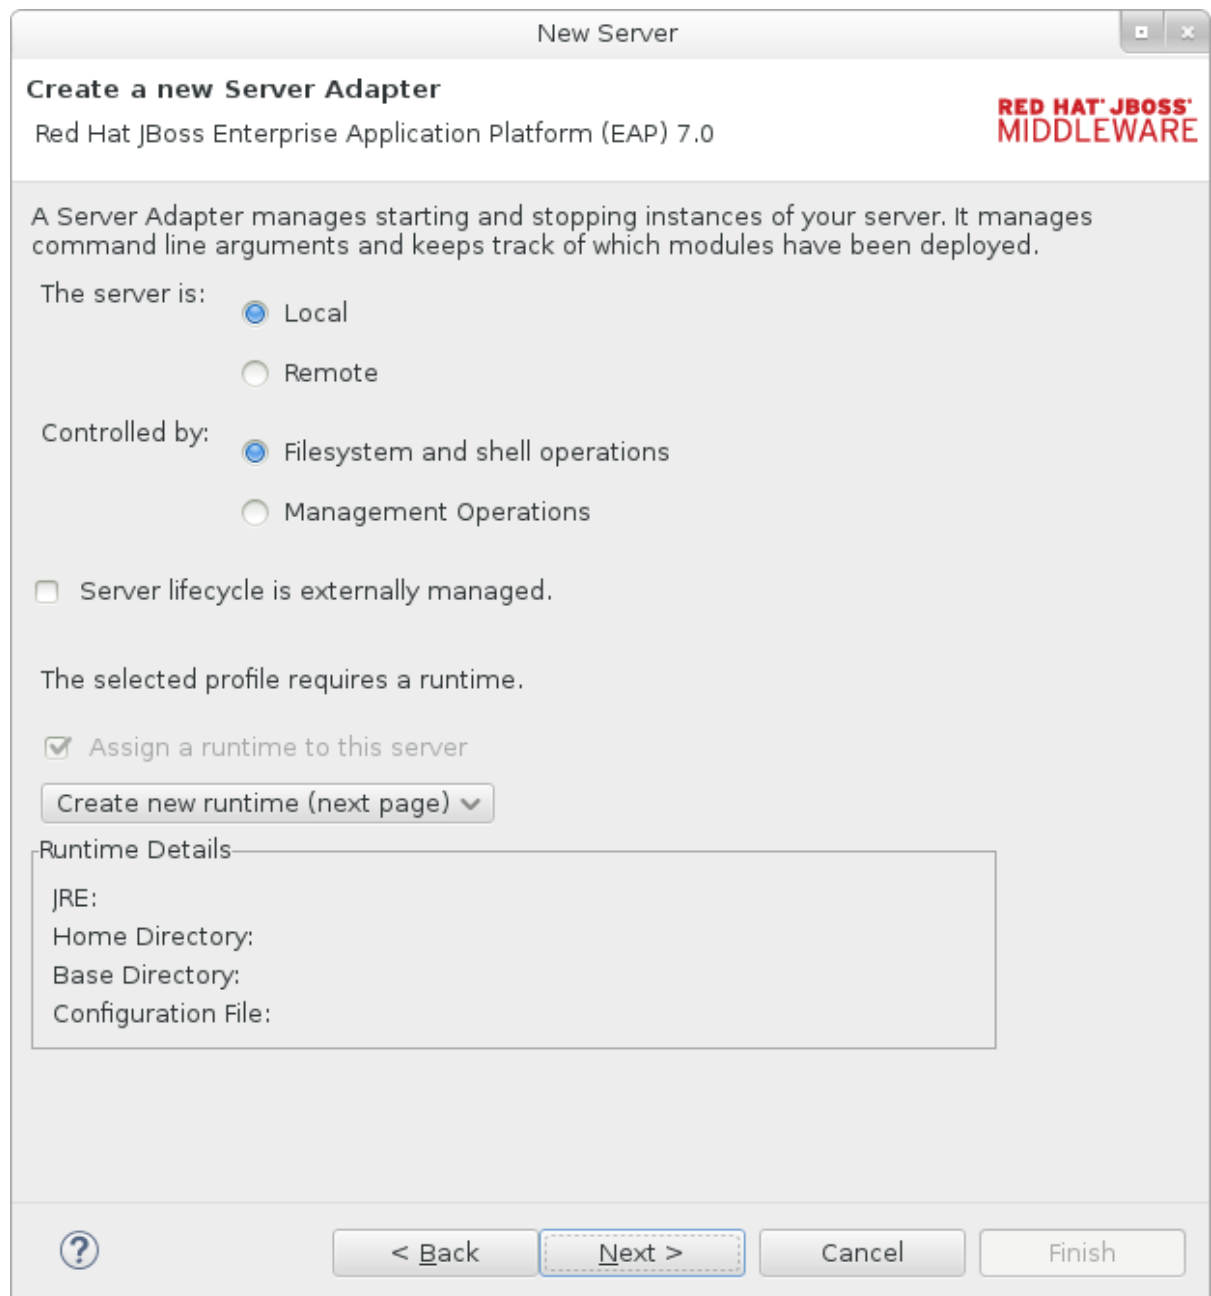 New Server
Create a new Server Adapter
Red Hat JBoss Enterprise Application Platform (EAP) 7.0
RED HAT JBOSS
MIDDLEWARE
A Server Adapter manages starting and stopping instances of your server. It manages
command line arguments and keeps track of which modules have been deployed.
The server is:
Local
Remote
Controlled by:
Filesystem and shell operations
Management Operations
Server lifecycle is externally managed.
The selected profile requires a runtime.
Assign a runtime to this server
Create new runtime (next page)
Runtime Details
JRE:
Home Directory:
Base Directory:
Configuration File:
? < Back Next > Cancel Finish